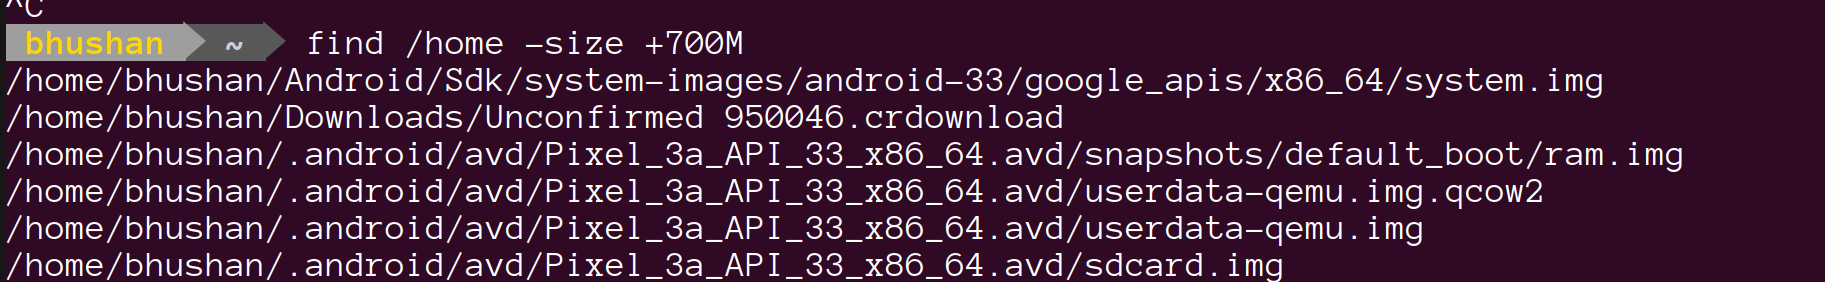 ^C
bhushan ~ find /home -size +700M
/home/bhushan/Android/Sdk/system-images/android-33/google_apis/x86_64/system.img
/home/bhushan/Downloads/Unconfirmed 950046.crdownload
/home/bhushan/.android/avd/Pixel_3a_API_33_x86_64.avd/snapshots/default_boot/ram.img
/home/bhushan/.android/avd/Pixel_3a_API_33_x86_64.avd/userdata-qemu.img.qcow2
/home/bhushan/.android/avd/Pixel_3a_API_33_x86_64.avd/userdata-qemu.img
/home/bhushan/.android/avd/Pixel_3a_API_33_x86_64.avd/sdcard.img